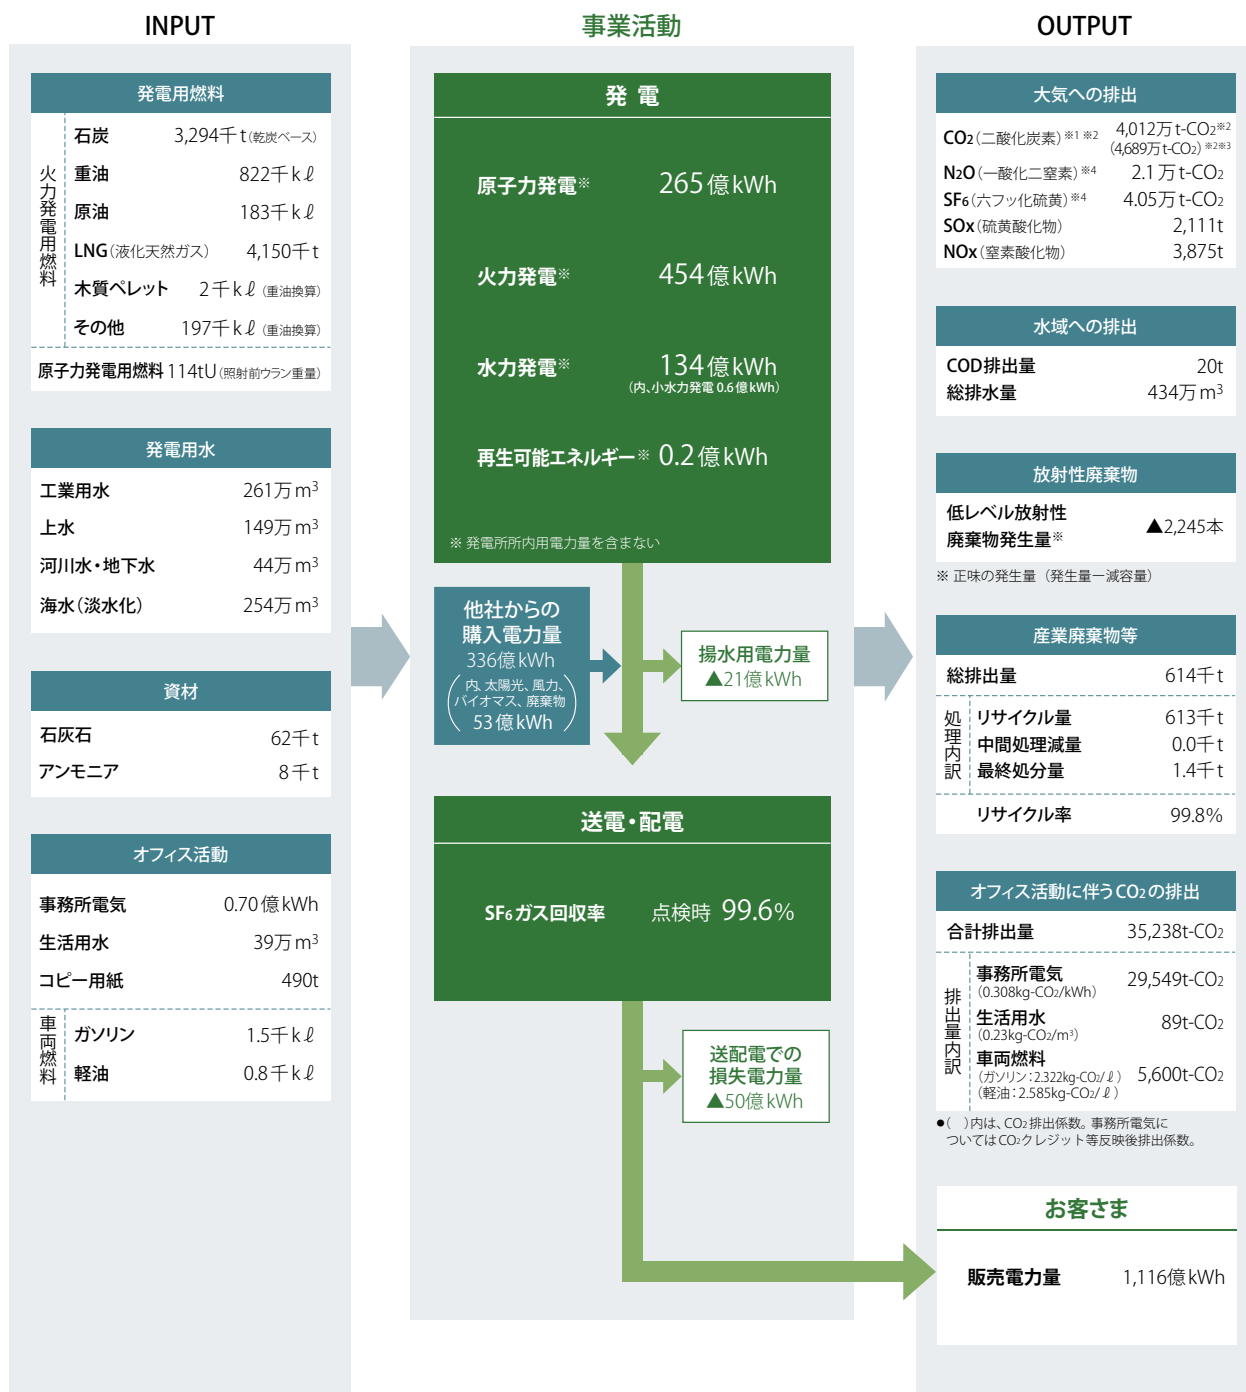 INPUT
発電用燃料
火力発電用燃料
石炭 3,294千t(乾炭ベース)
重油 822千kℓ
原油 183千kℓ
LNG(液化天然ガス) 4,150千t
木質ペレット 2千kℓ(重油換算)
その他 197千kℓ(重油換算)
原子力発電用燃料 114tU(照射前ウラン重量)
発電用水
工業用水 261万m³
上水 149万m³
河川水・地下水 44万m³
海水(淡水化) 254万m³
資材
石灰石 62千t
アンモニア 8千t
オフィス活動
事務所電気 0.70億kWh
生活用水 39万m³
コピー用紙 490t
車両燃料
ガソリン 1.5千kℓ
軽油 0.8千kℓ
事業活動
発電
原子力発電※ 265億kWh
火力発電※ 454億kWh
水力発電※ 134億kWh
(内、小水力発電 0.6億kWh)
再生可能エネルギー※ 0.2億kWh
※ 発電所所内用電力量を含まない
他社からの
購入電力量
336億kWh
(内、太陽光、風力、
バイオマス、廃棄物
53億kWh)
揚水用電力量
▲21億kWh
送電・配電
SF₆ガス回収率 点検時 99.6%
送配電での
損失電力量
▲50億kWh
OUTPUT
大気への排出
CO₂(二酸化炭素)※1 ※2 4,012万t-CO₂※2
(4,689万t-CO₂)※2※3
N₂O(一酸化二窒素)※4 2.1万t-CO₂
SF₆(六フッ化硫黄)※4 4.05万t-CO₂
SOx(硫黄酸化物) 2,111t
NOx(窒素酸化物) 3,875t
水域への排出
COD排出量 20t
総排水量 434万m³
放射性廃棄物
低レベル放射性
廃棄物発生量※ ▲2,245本
※ 正味の発生量(発生量ー減容量)
産業廃棄物等
総排出量 614千t
処理内訳
リサイクル量 613千t
中間処理減量 0.0千t
最終処分量 1.4千t
リサイクル率 99.8%
オフィス活動に伴うCO₂の排出
合計排出量 35,238t-CO₂
排出量内訳
事務所電気 29,549t-CO₂
(0.308kg-CO₂/kWh)
生活用水 89t-CO₂
(0.23kg-CO₂/m³)
車両燃料 5,600t-CO₂
(ガソリン:2.322kg-CO₂/ℓ)
(軽油:2.585kg-CO₂/ℓ)
●( )内は、CO₂排出係数。事務所電気に
ついてはCO₂クレジット等反映後排出係数。
お客さま
販売電力量 1,116億kWh